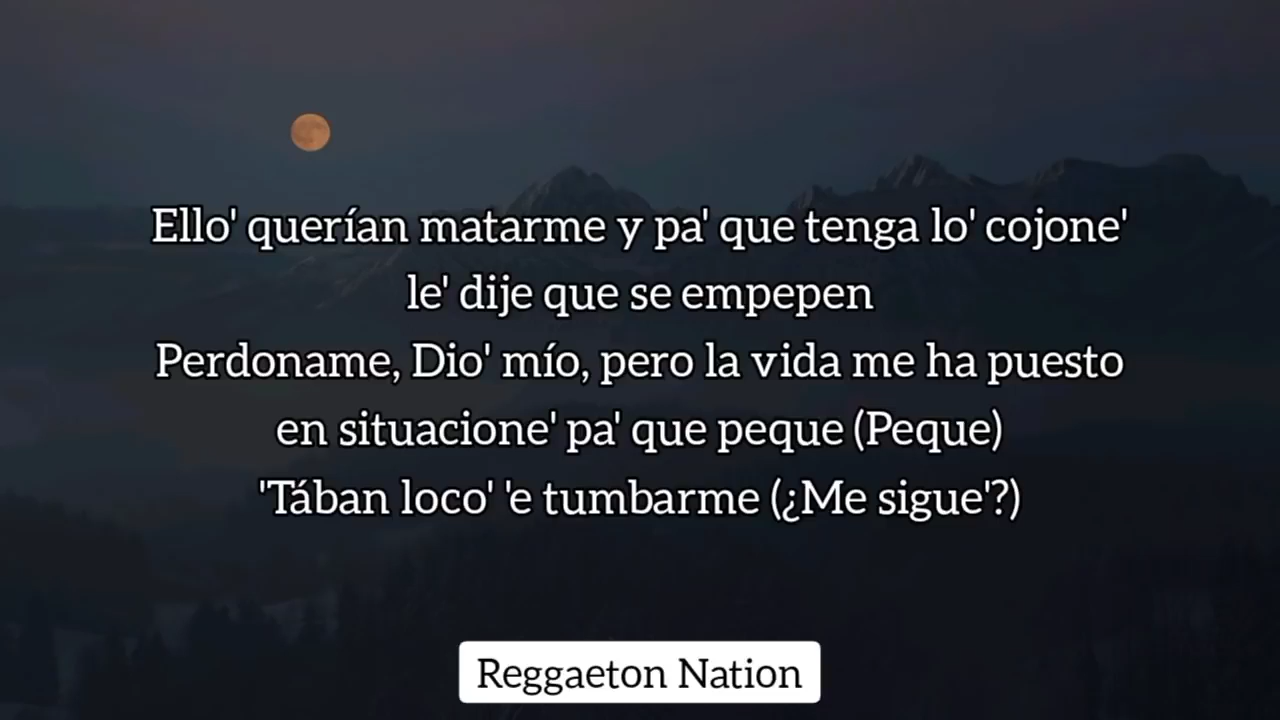 Ello' querían matarme y pa' que tenga lo' cojone'
le' dije que se empepen
Perdoname, Dio' mío, pero la vida me ha puesto
en situacione' pa' que peque (Peque)
'Tában loco' 'e tumbarme (¿Me sigue'?)
Reggaeton Nation